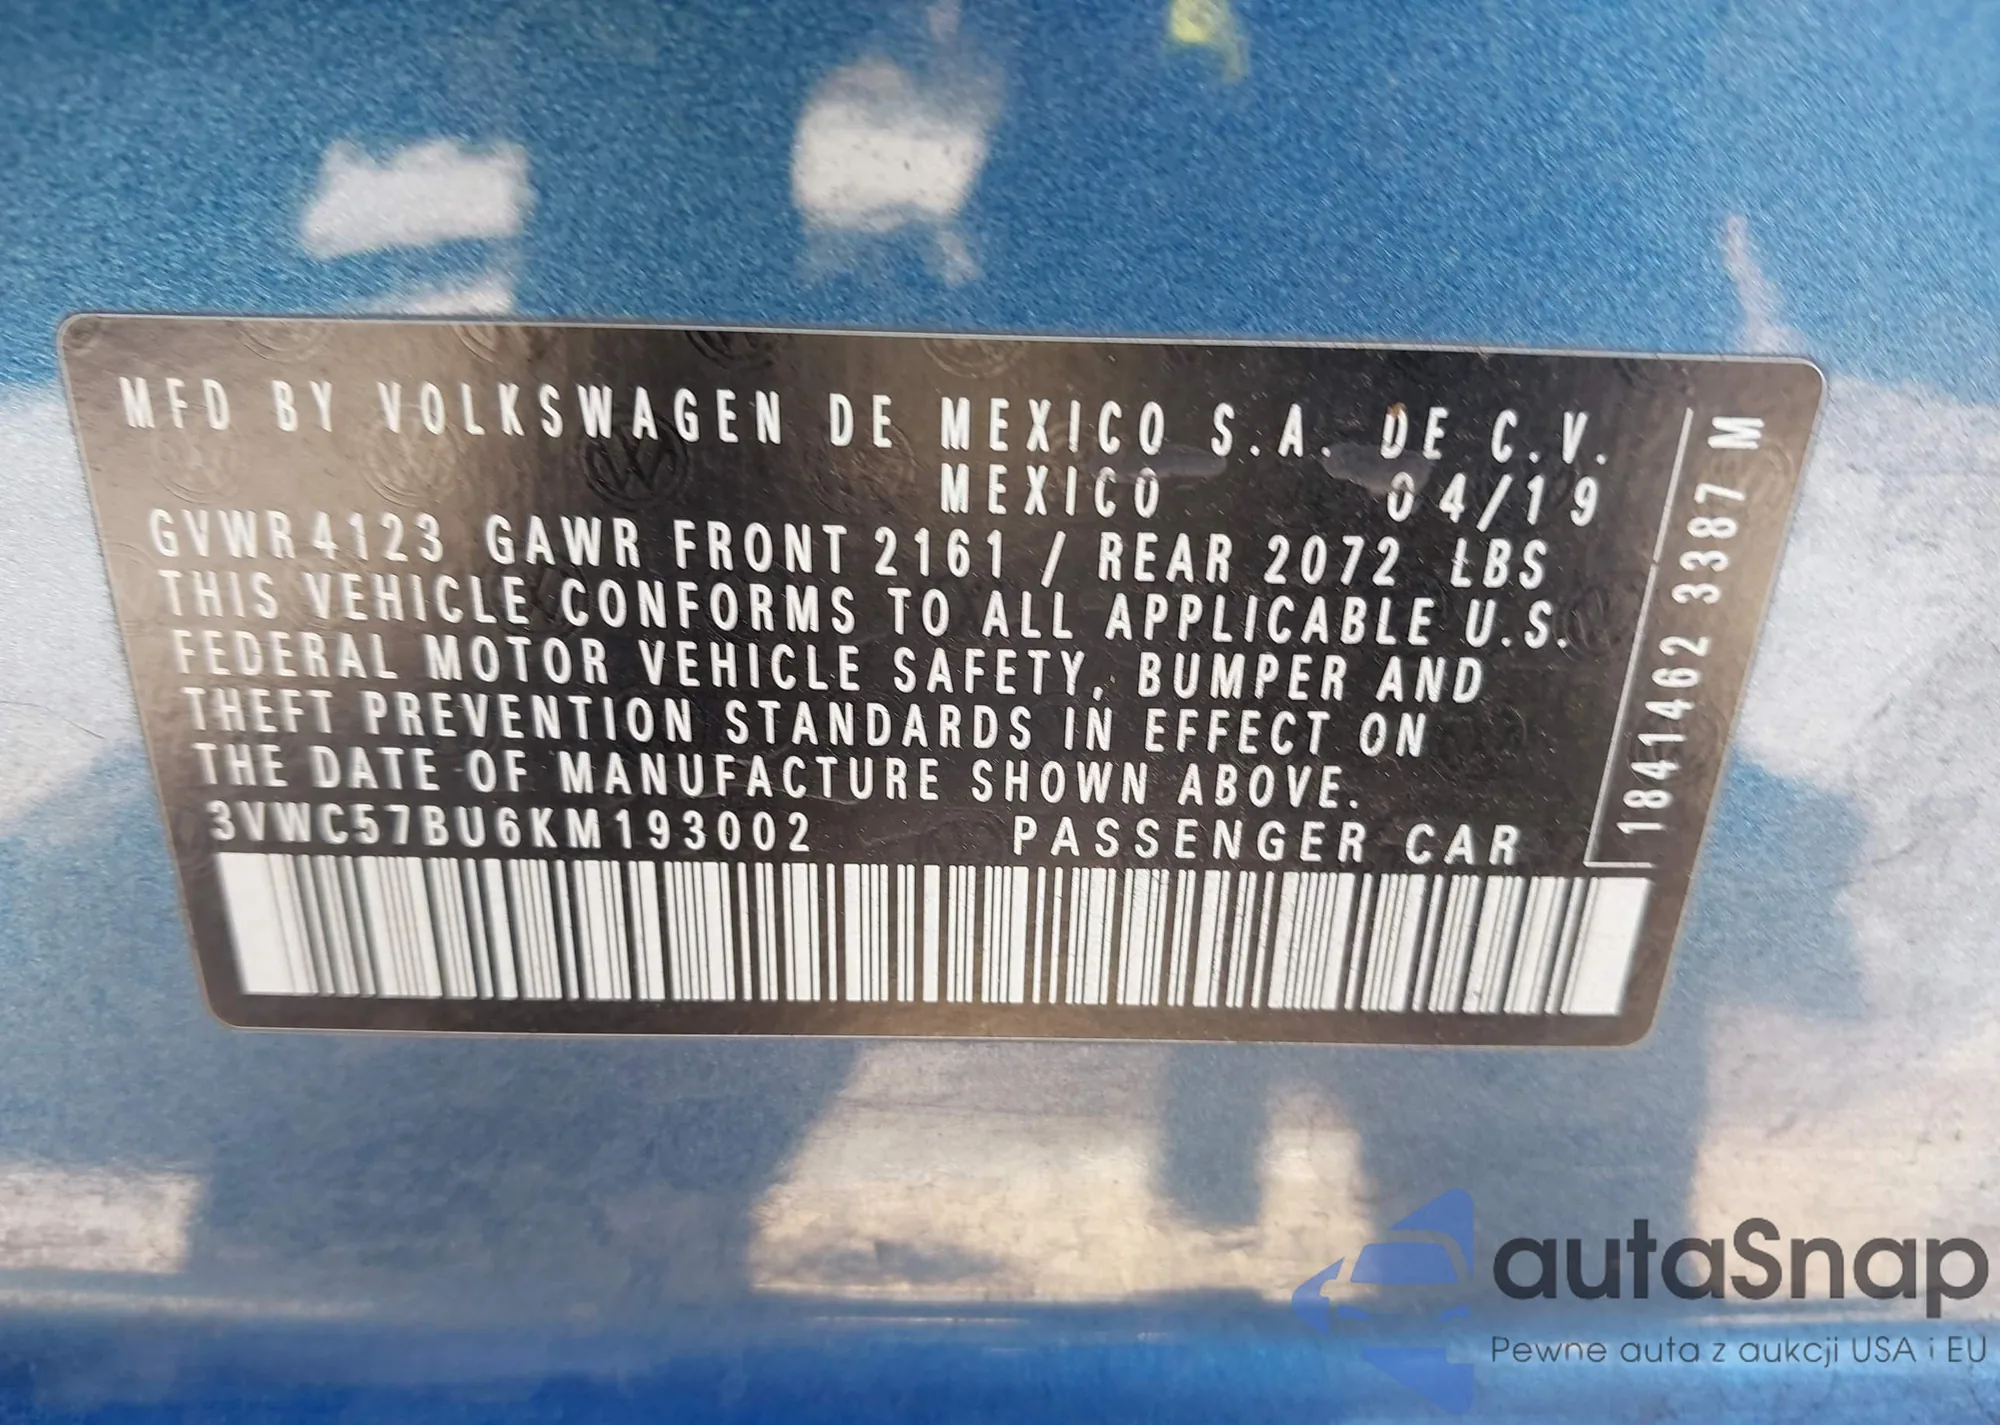 MFD BY VOLKSWAGEN DE MEXICO S.A. DE C.V.
MEXICO 04/19
GVWR 4123 GAWR FRONT 2161 / REAR 2072 LBS
THIS VEHICLE CONFORMS TO ALL APPLICABLE U.S.
FEDERAL MOTOR VEHICLE SAFETY, BUMPER AND
THEFT PREVENTION STANDARDS IN EFFECT ON
THE DATE OF MANUFACTURE SHOWN ABOVE.
3VWC57BU6KM193002 PASSENGER CAR
1841462 3387 M
autaSnap
Pewne auta z aukcji USA i EU